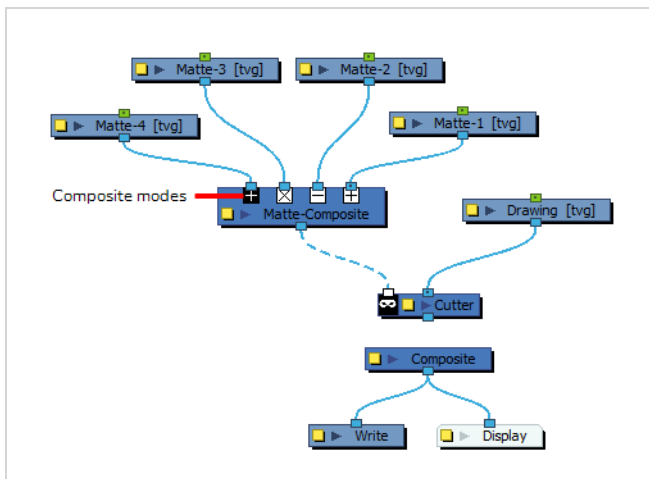 Matte-3 [tvg]
Matte-2 [tvg]
Matte-4 [tvg]
Matte-1 [tvg]
Composite modes
Matte-Composite
Drawing [tvg]
Cutter
Composite
Write
Display